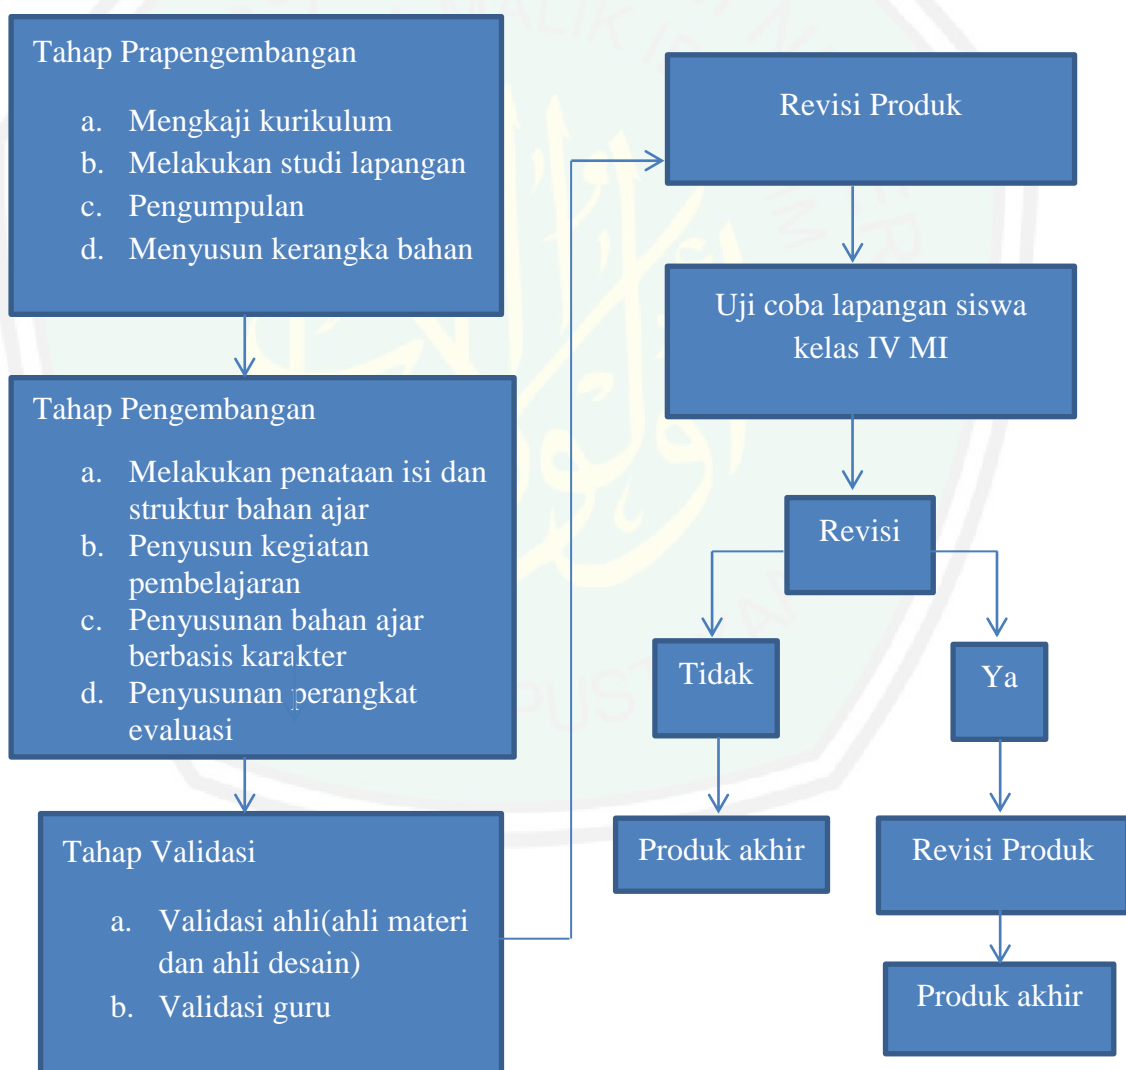 Tahap Prapengembangan
a. Mengkaji kurikulum
b. Melakukan studi lapangan
c. Pengumpulan
d. Menyusun kerangka bahan
Tahap Pengembangan
a. Melakukan penataan isi dan
struktur bahan ajar
b. Penyusun kegiatan
pembelajaran
c. Penyusunan bahan ajar
berbasis karakter
d. Penyusunan perangkat
evaluasi
Tahap Validasi
a. Validasi ahli(ahli materi
dan ahli desain)
b. Validasi guru
Revisi Produk
Uji coba lapangan siswa
kelas IV MI
Revisi
Tidak
Ya
Produk akhir
Revisi Produk
Produk akhir